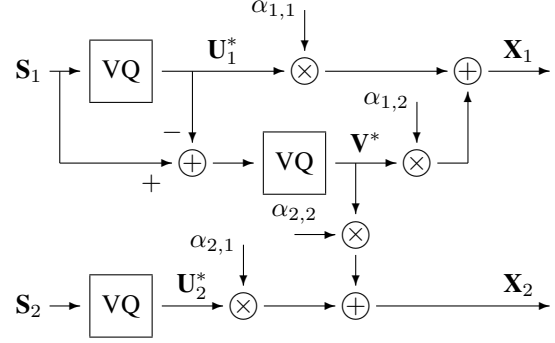 α₁,₁
S₁ VQ U₁* × + X₁
α₁,₂
−
+ + VQ V* ×
α₂,₂ ×
α₂,₁
S₂ VQ U₂* × + X₂